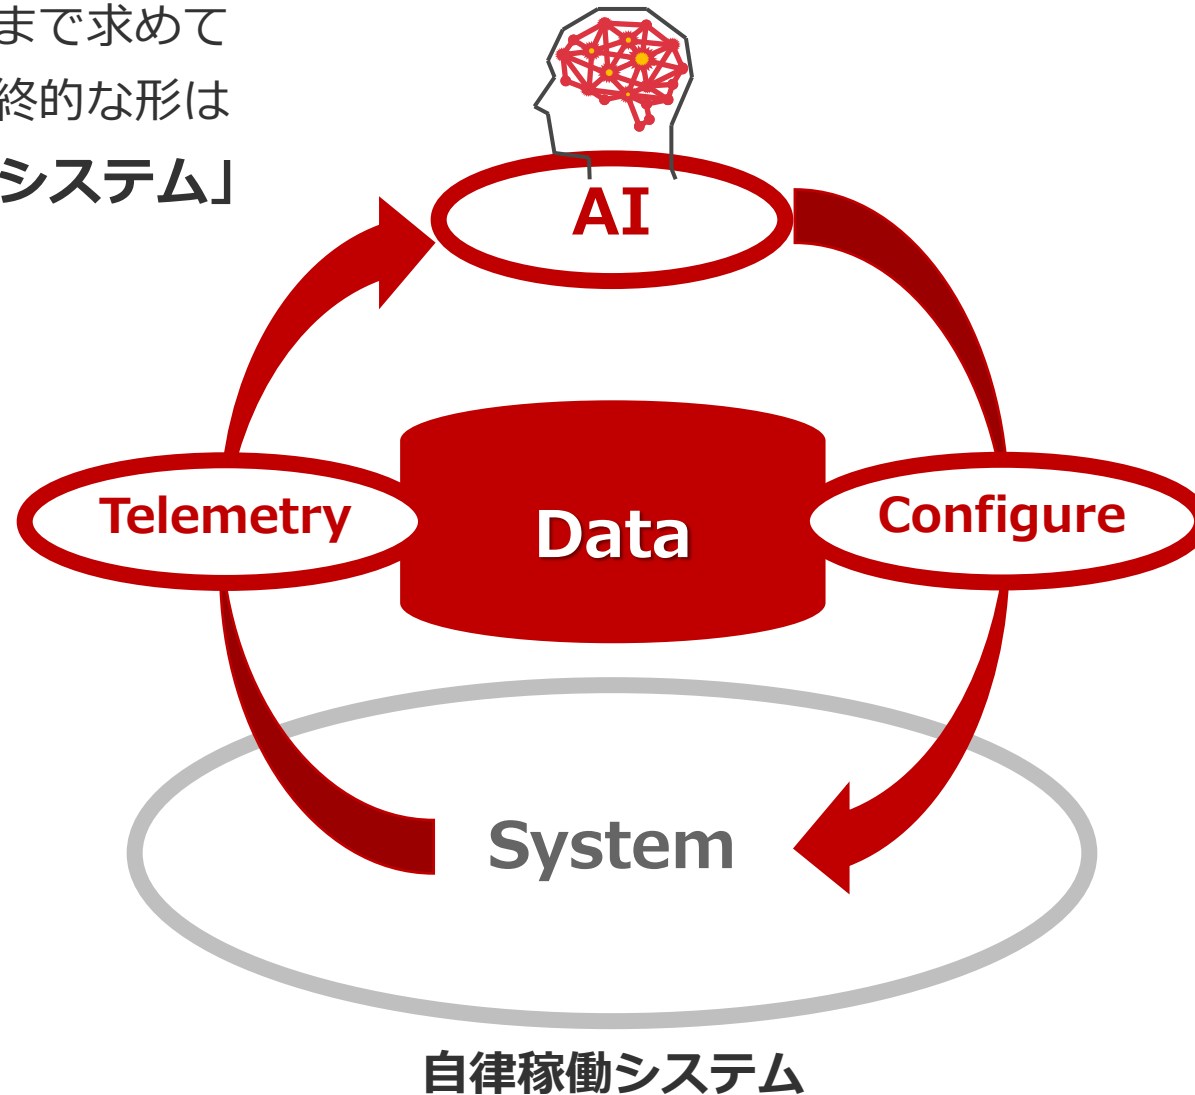 まで求めて
終的な形は
システム」
AI
Telemetry
Data
Configure
System
自律稼働システム